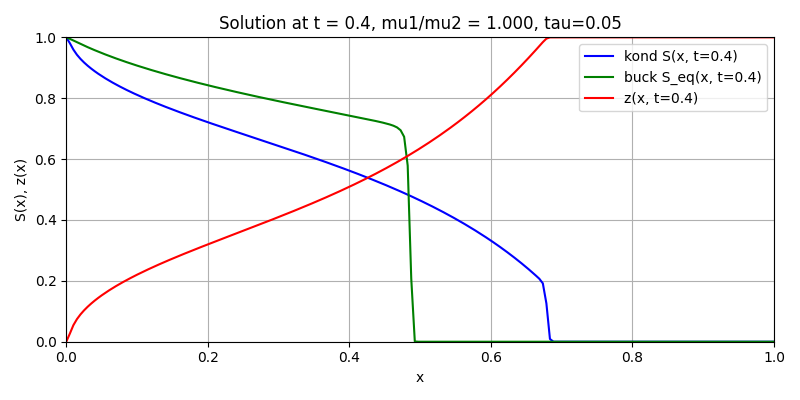 Solution at t = 0.4, mu1/mu2 = 1.000, tau=0.05
S(x), z(x)
1.0
0.8
0.6
0.4
0.2
0.0
kond S(x, t=0.4)
buck S_eq(x, t=0.4)
z(x, t=0.4)
0.0 0.2 0.4 0.6 0.8 1.0
x